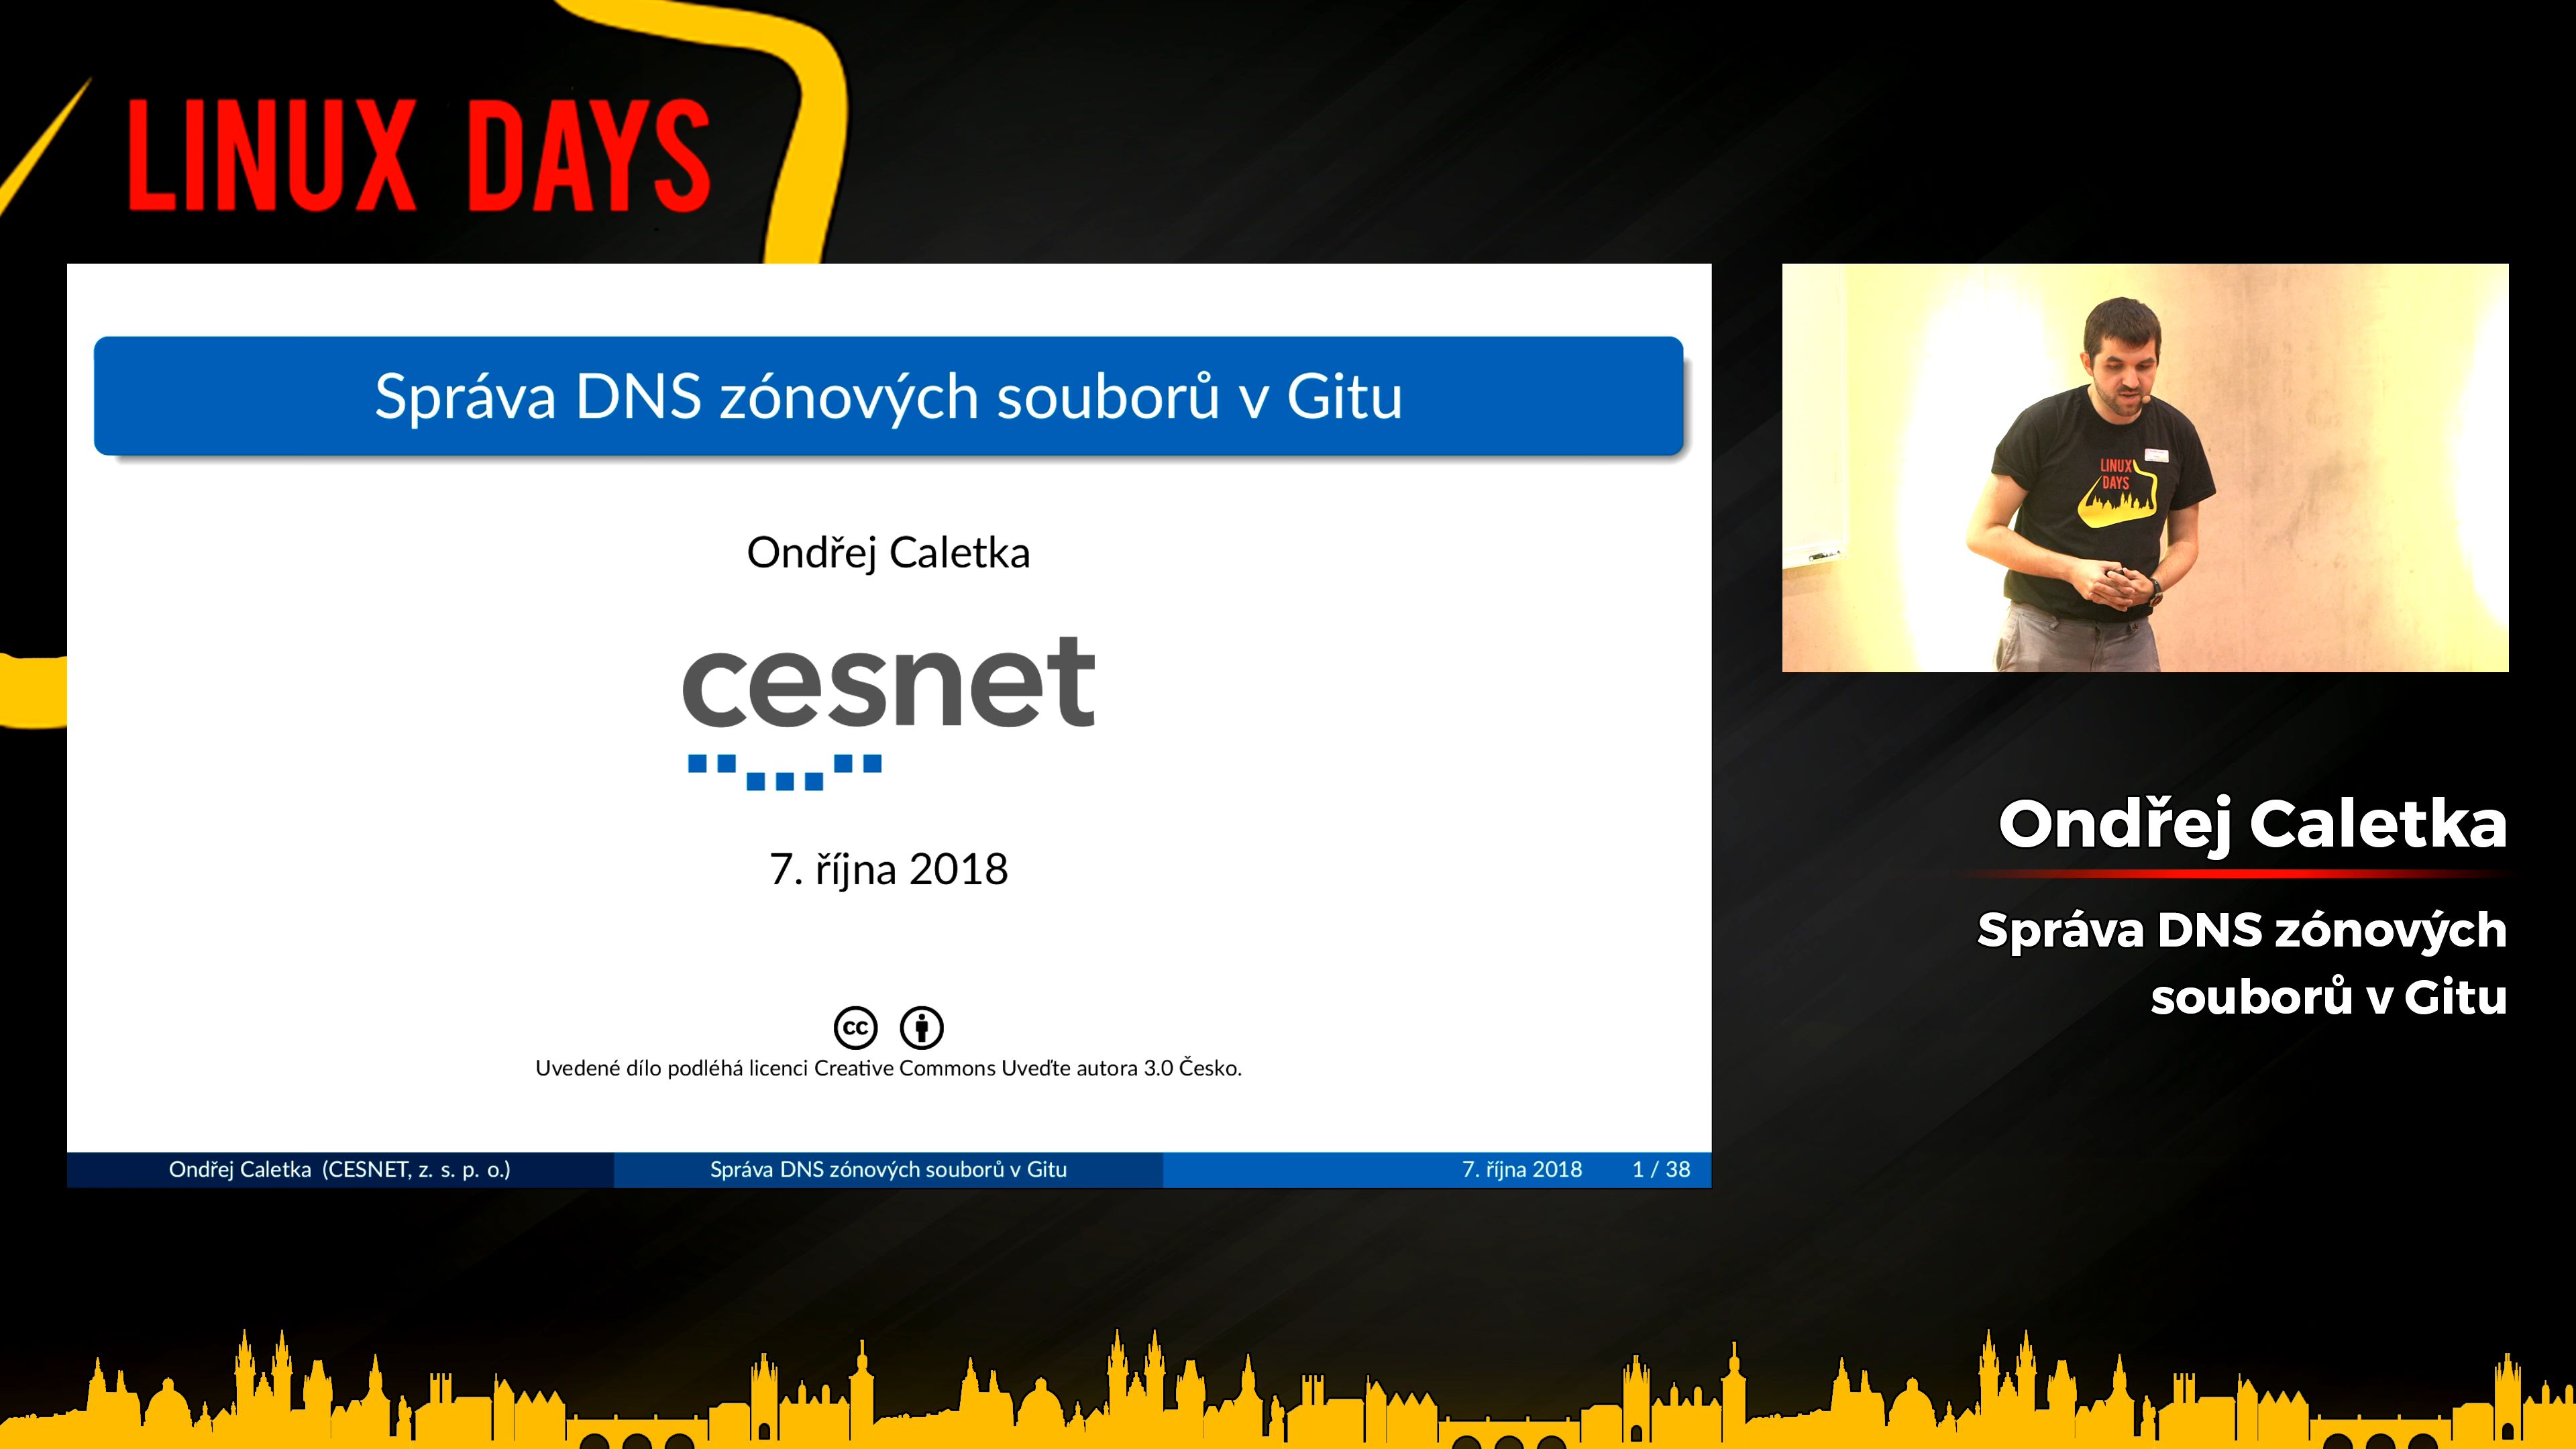 LINUX DAYS
Správa DNS zónových souborů v Gitu
Ondřej Caletka
cesnet
7. října 2018
cc
Uvedené dílo podléhá licenci Creative Commons Uveďte autora 3.0 Česko.
Ondřej Caletka (CESNET, z. s. p. o.)
Správa DNS zónových souborů v Gitu
7. října 2018
1 / 38
LINUX
DAYS
Ondřej Caletka
Správa DNS zónových
souborů v Gitu